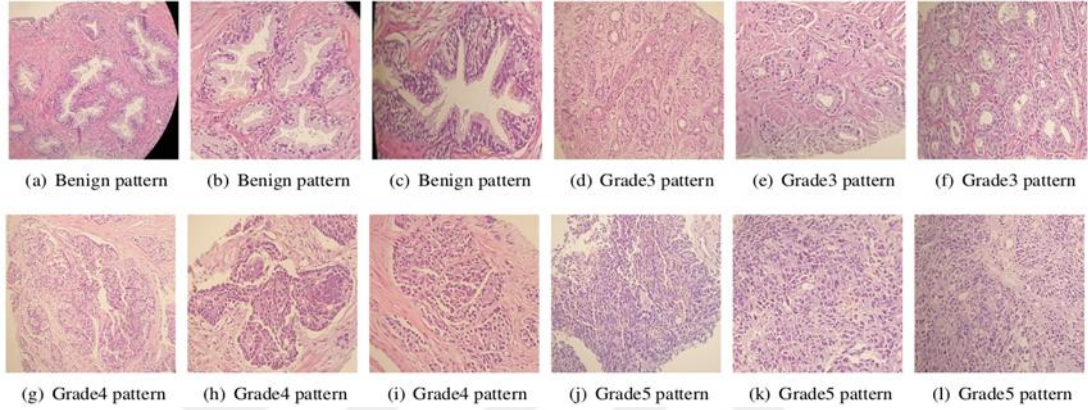 (a) Benign pattern (b) Benign pattern (c) Benign pattern (d) Grade3 pattern (e) Grade3 pattern (f) Grade3 pattern
(g) Grade4 pattern (h) Grade4 pattern (i) Grade4 pattern (j) Grade5 pattern (k) Grade5 pattern (l) Grade5 pattern